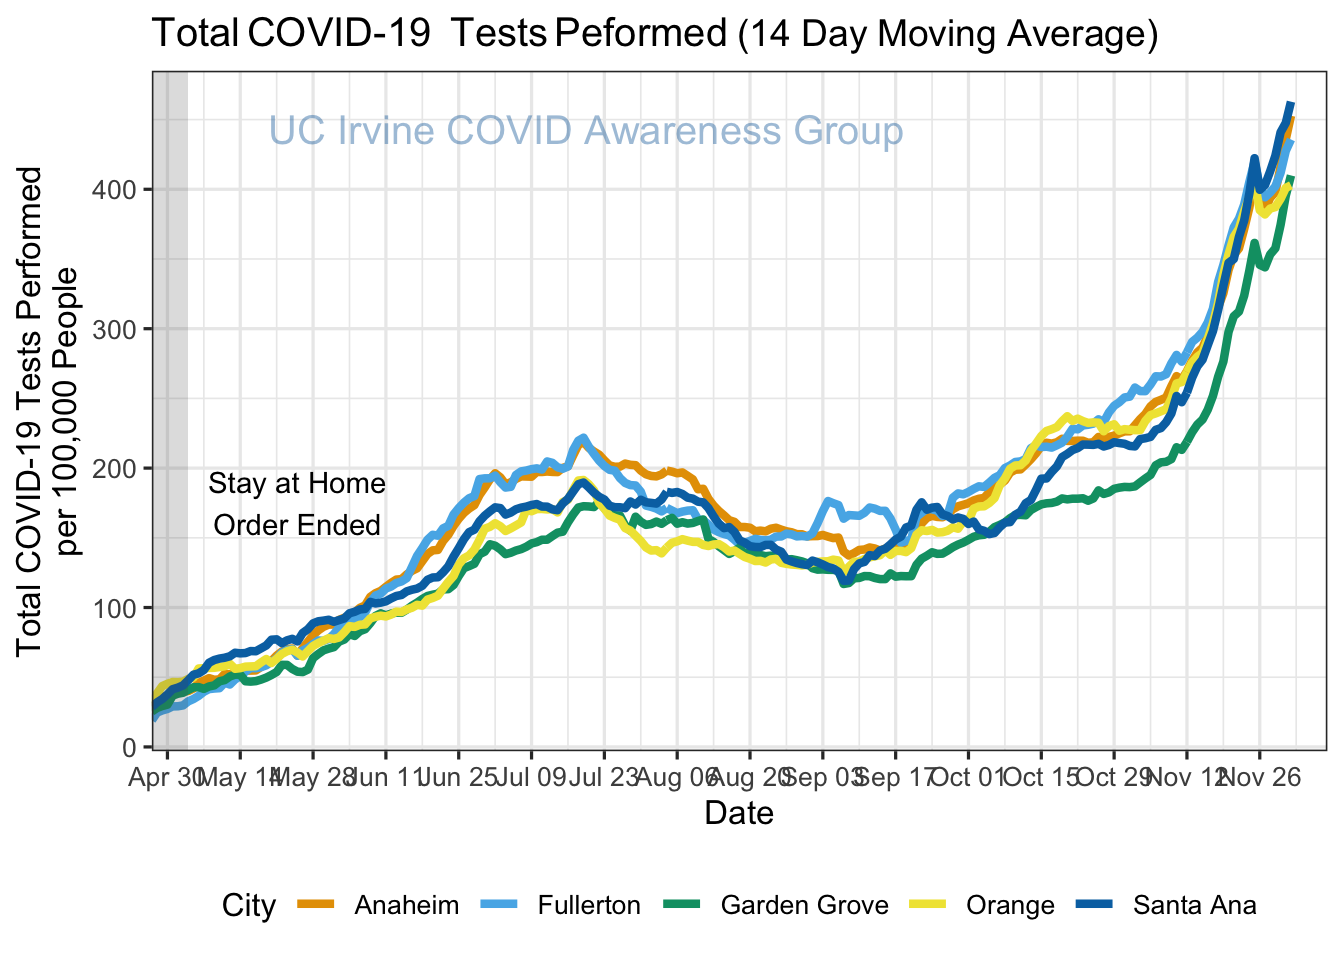 Total COVID-19 Tests Peformed (14 Day Moving Average)
UC Irvine COVID Awareness Group
Total COVID-19 Tests Performed
per 100,000 People
400
300
200
100
0
Stay at Home
Order Ended
Apr 30 May 14 May 28 Jun 11 Jun 25 Jul 09 Jul 23 Aug 06 Aug 20 Sep 03 Sep 17 Oct 01 Oct 15 Oct 29 Nov 12 Nov 26
Date
City Anaheim Fullerton Garden Grove Orange Santa Ana